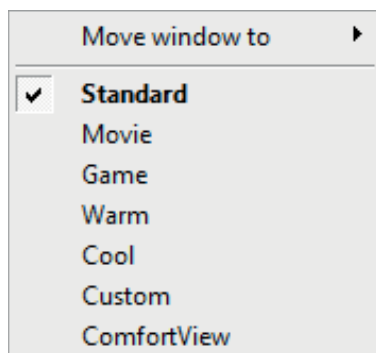 Move window to
Standard
Movie
Game
Warm
Cool
Custom
ComfortView